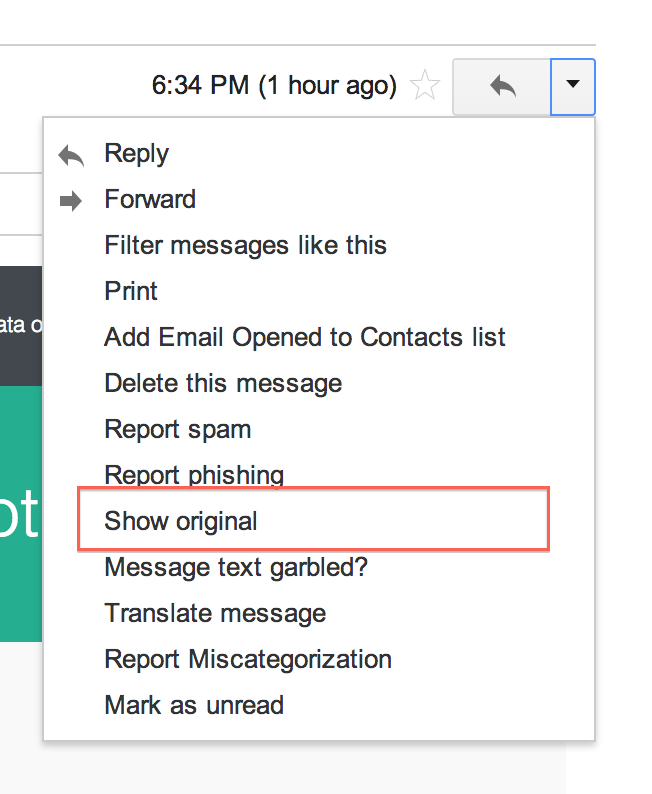 6:34 PM (1 hour ago)
Reply
Forward
Filter messages like this
Print
Add Email Opened to Contacts list
Delete this message
Report spam
Report phishing
Show original
Message text garbled?
Translate message
Report Miscategorization
Mark as unread
ata o
ot